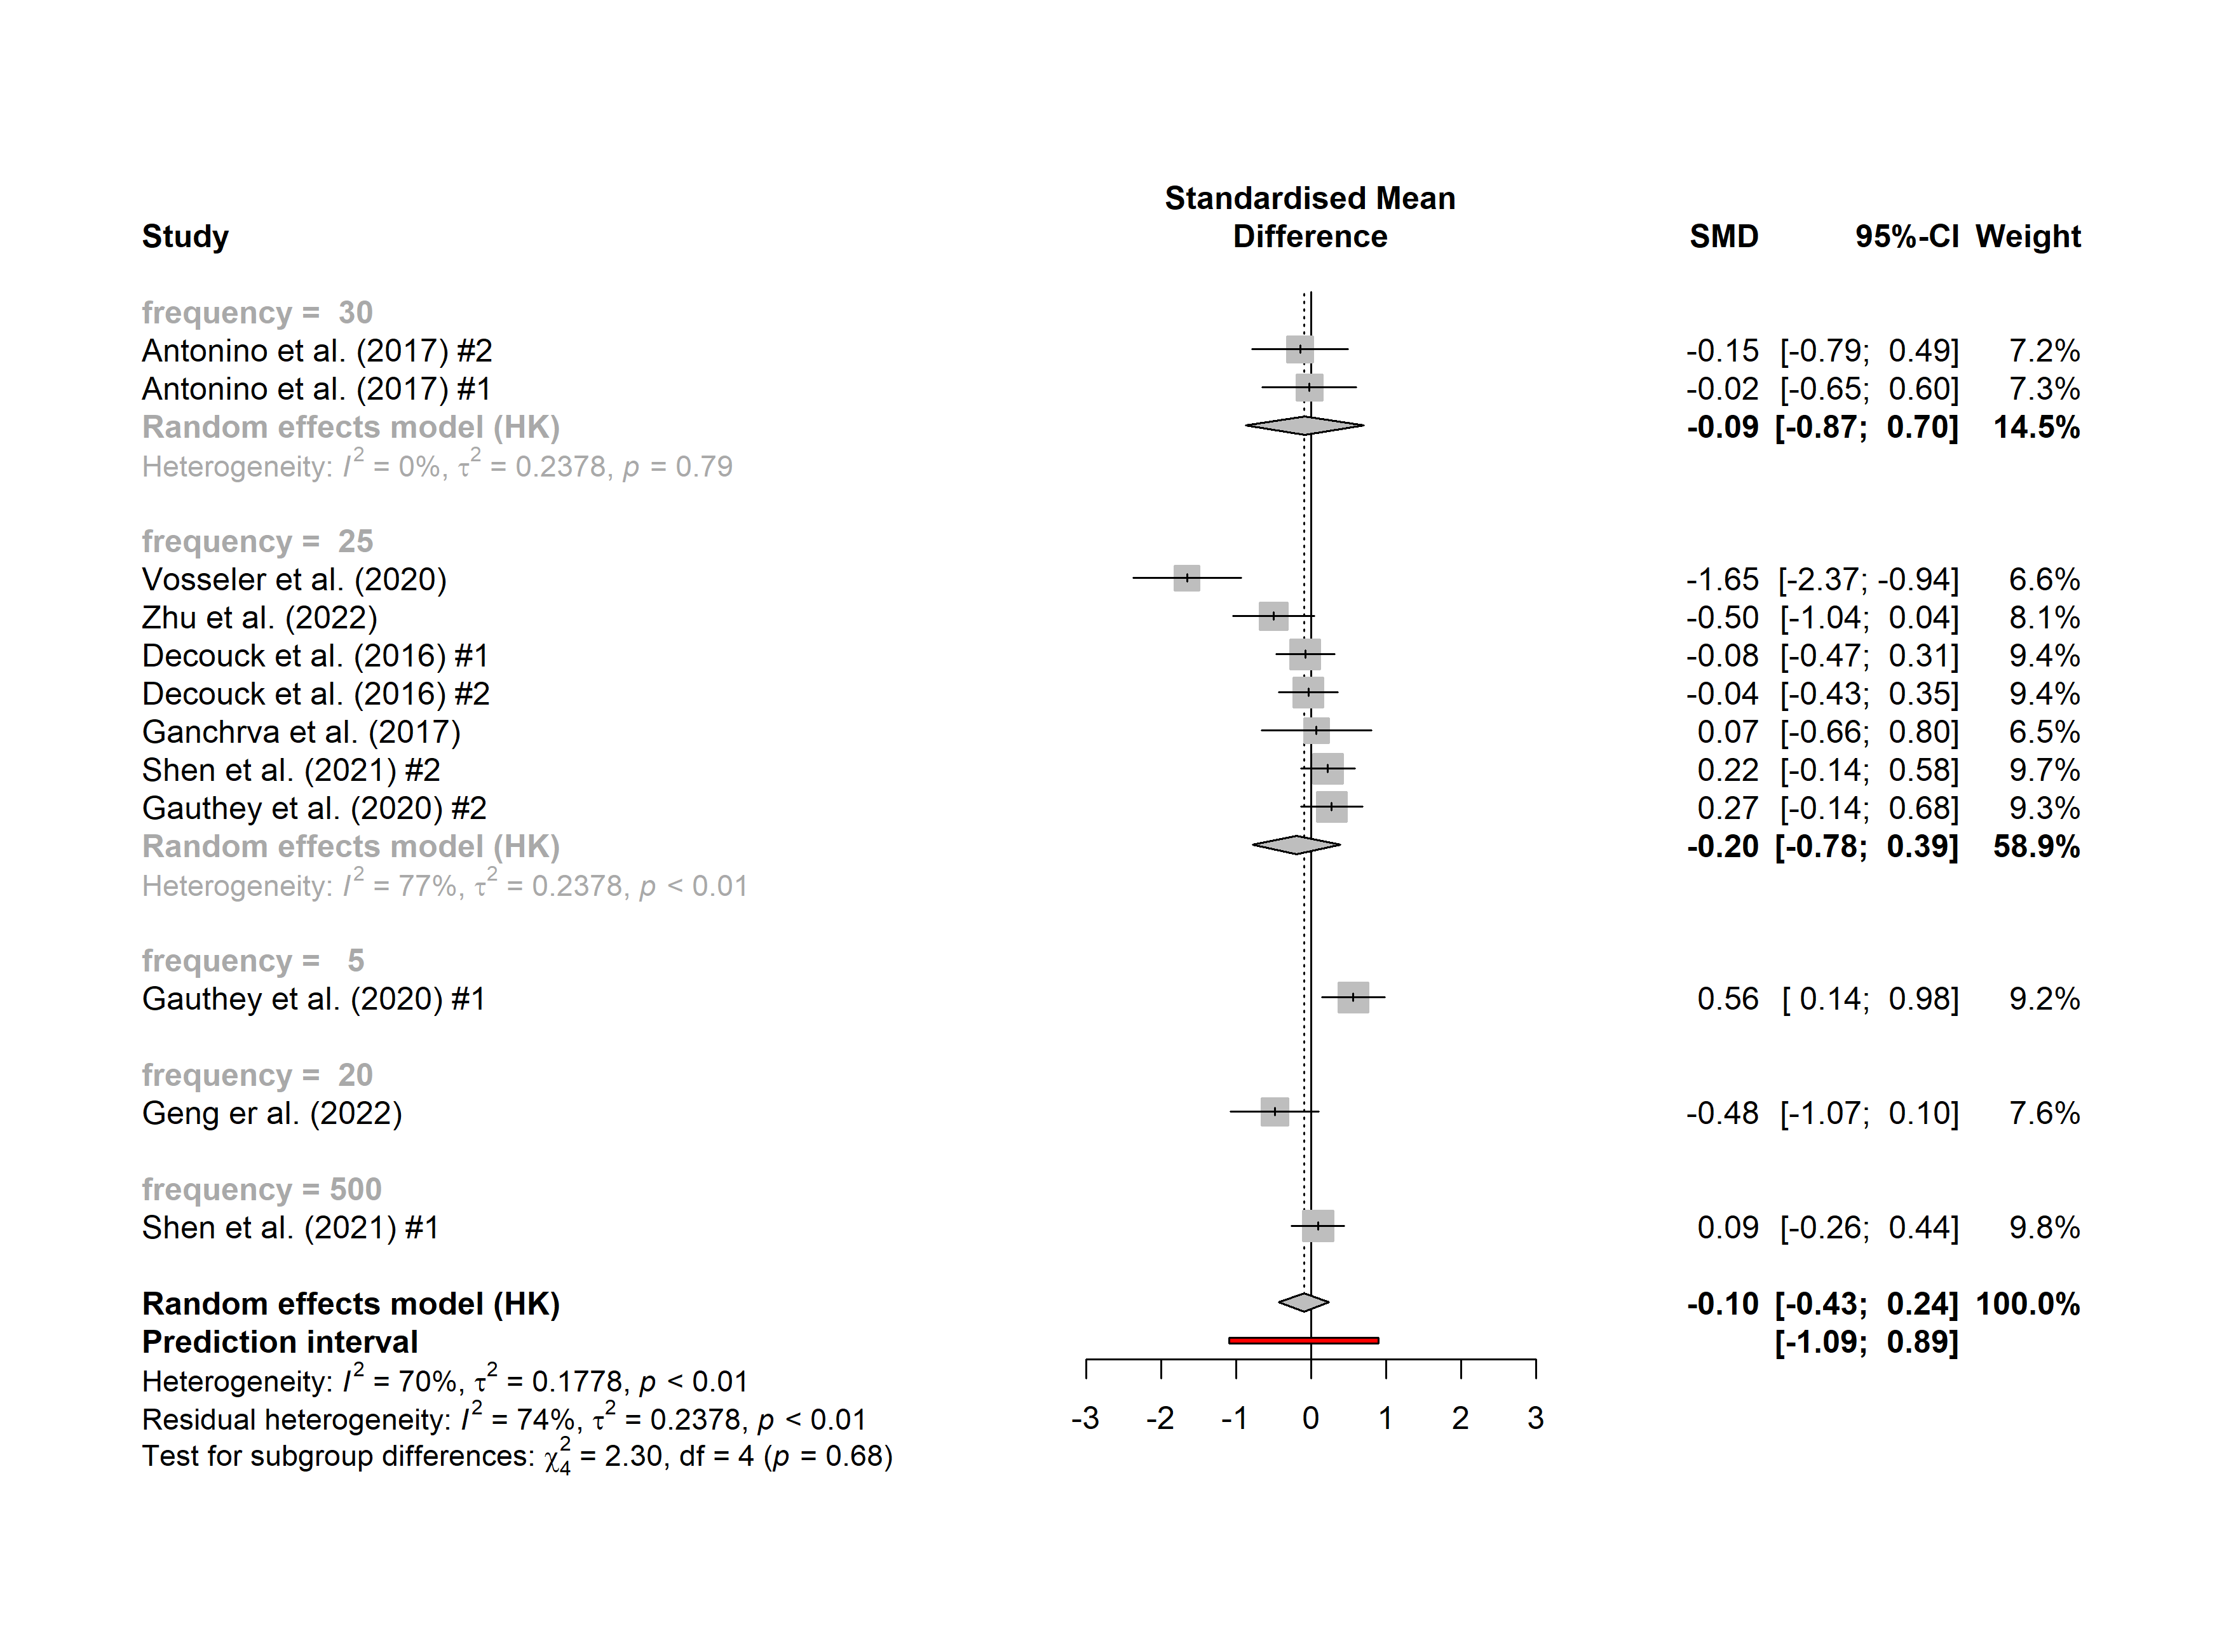 Standardised Mean
Study Difference SMD 95%-CI Weight
frequency = 30
Antonino et al. (2017) #2 -0.15 [-0.79; 0.49] 7.2%
Antonino et al. (2017) #1 -0.02 [-0.65; 0.60] 7.3%
Random effects model (HK) -0.09 [-0.87; 0.70] 14.5%
Heterogeneity: I² = 0%, τ² = 0.2378, p = 0.79
frequency = 25
Vosseler et al. (2020) -1.65 [-2.37; -0.94] 6.6%
Zhu et al. (2022) -0.50 [-1.04; 0.04] 8.1%
Decouck et al. (2016) #1 -0.08 [-0.47; 0.31] 9.4%
Decouck et al. (2016) #2 -0.04 [-0.43; 0.35] 9.4%
Ganchrva et al. (2017) 0.07 [-0.66; 0.80] 6.5%
Shen et al. (2021) #2 0.22 [-0.14; 0.58] 9.7%
Gauthey et al. (2020) #2 0.27 [-0.14; 0.68] 9.3%
Random effects model (HK) -0.20 [-0.78; 0.39] 58.9%
Heterogeneity: I² = 77%, τ² = 0.2378, p < 0.01
frequency = 5
Gauthey et al. (2020) #1 0.56 [ 0.14; 0.98] 9.2%
frequency = 20
Geng er al. (2022) -0.48 [-1.07; 0.10] 7.6%
frequency = 500
Shen et al. (2021) #1 0.09 [-0.26; 0.44] 9.8%
Random effects model (HK) -0.10 [-0.43; 0.24] 100.0%
Prediction interval [-1.09; 0.89]
Heterogeneity: I² = 70%, τ² = 0.1778, p < 0.01
Residual heterogeneity: I² = 74%, τ² = 0.2378, p < 0.01
-3 -2 -1 0 1 2 3
Test for subgroup differences: χ²₄ = 2.30, df = 4 (p = 0.68)